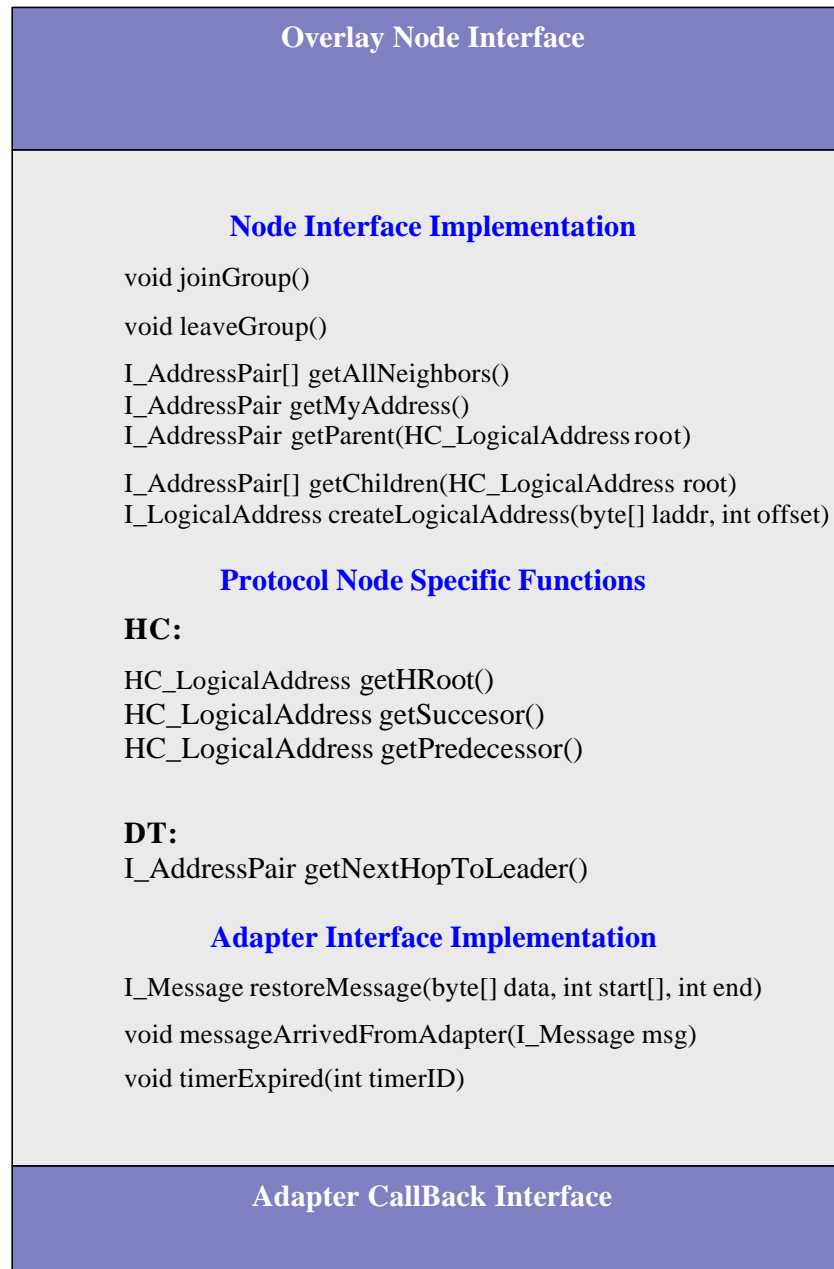 Overlay Node Interface
Node Interface Implementation
void joinGroup()
void leaveGroup()
I_AddressPair[] getAllNeighbors()
I_AddressPair getMyAddress()
I_AddressPair getParent(HC_LogicalAddress root)
I_AddressPair[] getChildren(HC_LogicalAddress root)
I_LogicalAddress createLogicalAddress(byte[] laddr, int offset)
Protocol Node Specific Functions
HC:
HC_LogicalAddress getHRoot()
HC_LogicalAddress getSuccesor()
HC_LogicalAddress getPredecessor()
DT:
I_AddressPair getNextHopToLeader()
Adapter Interface Implementation
I_Message restoreMessage(byte[] data, int start[], int end)
void messageArrivedFromAdapter(I_Message msg)
void timerExpired(int timerID)
Adapter CallBack Interface